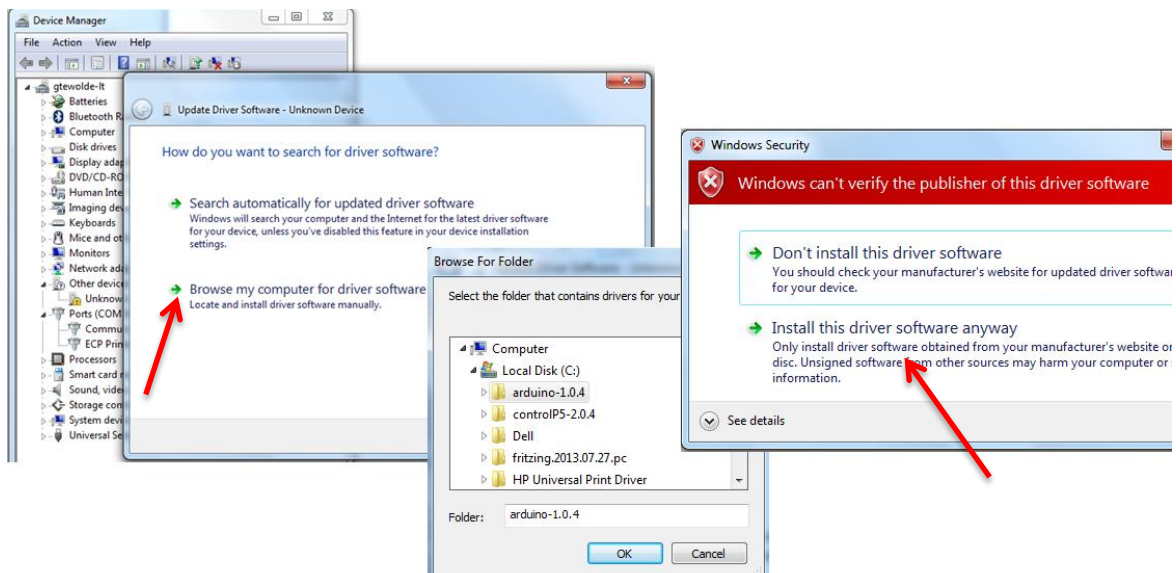 Device Manager
File Action View Help
gtewolde-lt
Batteries
Bluetooth
Computer
Disk drives
Display
DVD/CD-RO
Human Inte
Imaging dev
Keyboards
Mice and ot
Monitors
Network ada
Other device
Unknow
Ports (COM
Commu
ECP Prin
Processors
Smart card
Sound, vide
Storage con
System devi
Universal Se
Update Driver Software - Unknown Device
How do you want to search for driver software?
Search automatically for updated driver software
Windows will search your computer and the Internet for the latest driver software
for your device, unless you've disabled this feature in your device installation
settings.
Browse my computer for driver software
Locate and install driver software manually.
Browse For Folder
Select the folder that contains drivers for your
Computer
Local Disk (C:)
arduino-1.0.4
controlP5-2.0.4
Dell
fritzing.2013.07.27.pc
HP Universal Print Driver
Folder: arduino-1.0.4
OK Cancel
Windows Security
Windows can't verify the publisher of this driver software
Don't install this driver software
You should check your manufacturer's website for updated driver softwar
for your device.
Install this driver software anyway
Only install driver software obtained from your manufacturer's website or
disc. Unsigned software from other sources may harm your computer or
information.
See details